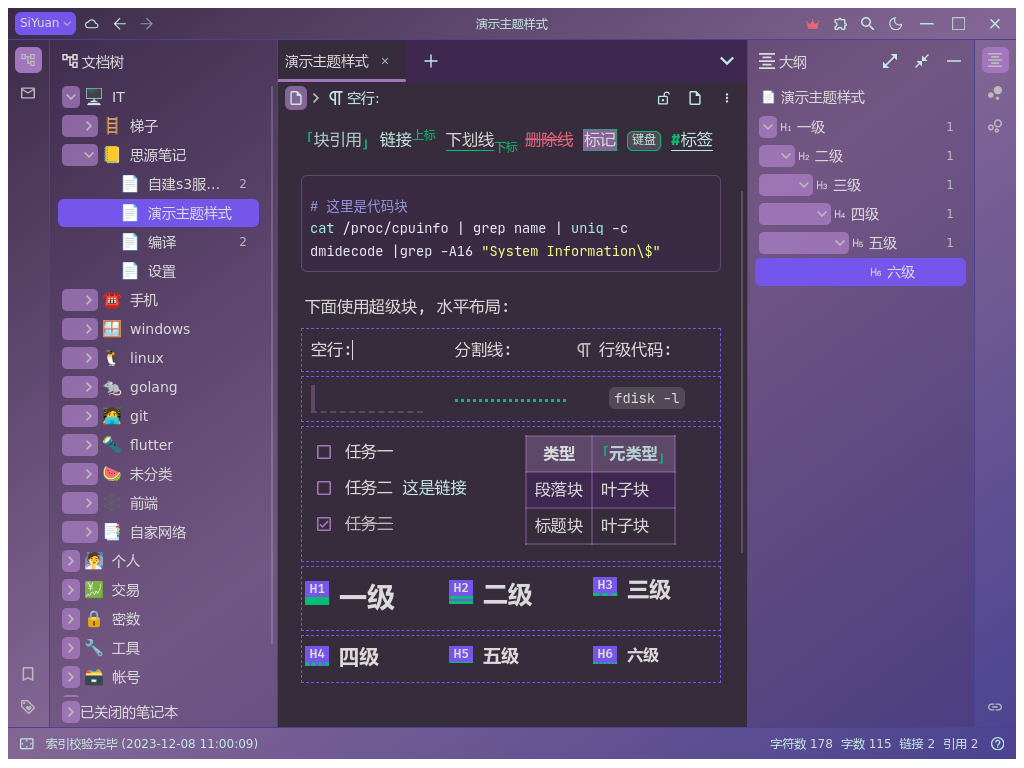 SiYuan
演示主题样式
文档树
IT
梯子
思源笔记
自建s3服... 2
演示主题样式
编译 2
设置
手机
windows
linux
golang
git
flutter
未分类
前端
自家网络
个人
交易
密数
工具
帐号
已关闭的笔记本
演示主题样式 ×
空行:
「块引用」 链接上标 下划线下标 删除线 标记 键盘 #标签
# 这里是代码块
cat /proc/cpuinfo | grep name | uniq -c
dmidecode |grep -A16 "System Information\$"
下面使用超级块, 水平布局:
空行: 分割线: ¶ 行级代码:
fdisk -l
任务一
任务二 这是链接
任务三
类型 「元类型」
段落块 叶子块
标题块 叶子块
H1 一级 H2 二级 H3 三级
H4 四级 H5 五级 H6 六级
大纲
演示主题样式
H₁ 一级 1
H₂ 二级 1
H₃ 三级 1
H₄ 四级 1
H₅ 五级 1
H₆ 六级
索引校验完毕 (2023-12-08 11:00:09)
字符数 178 字数 115 链接 2 引用 2